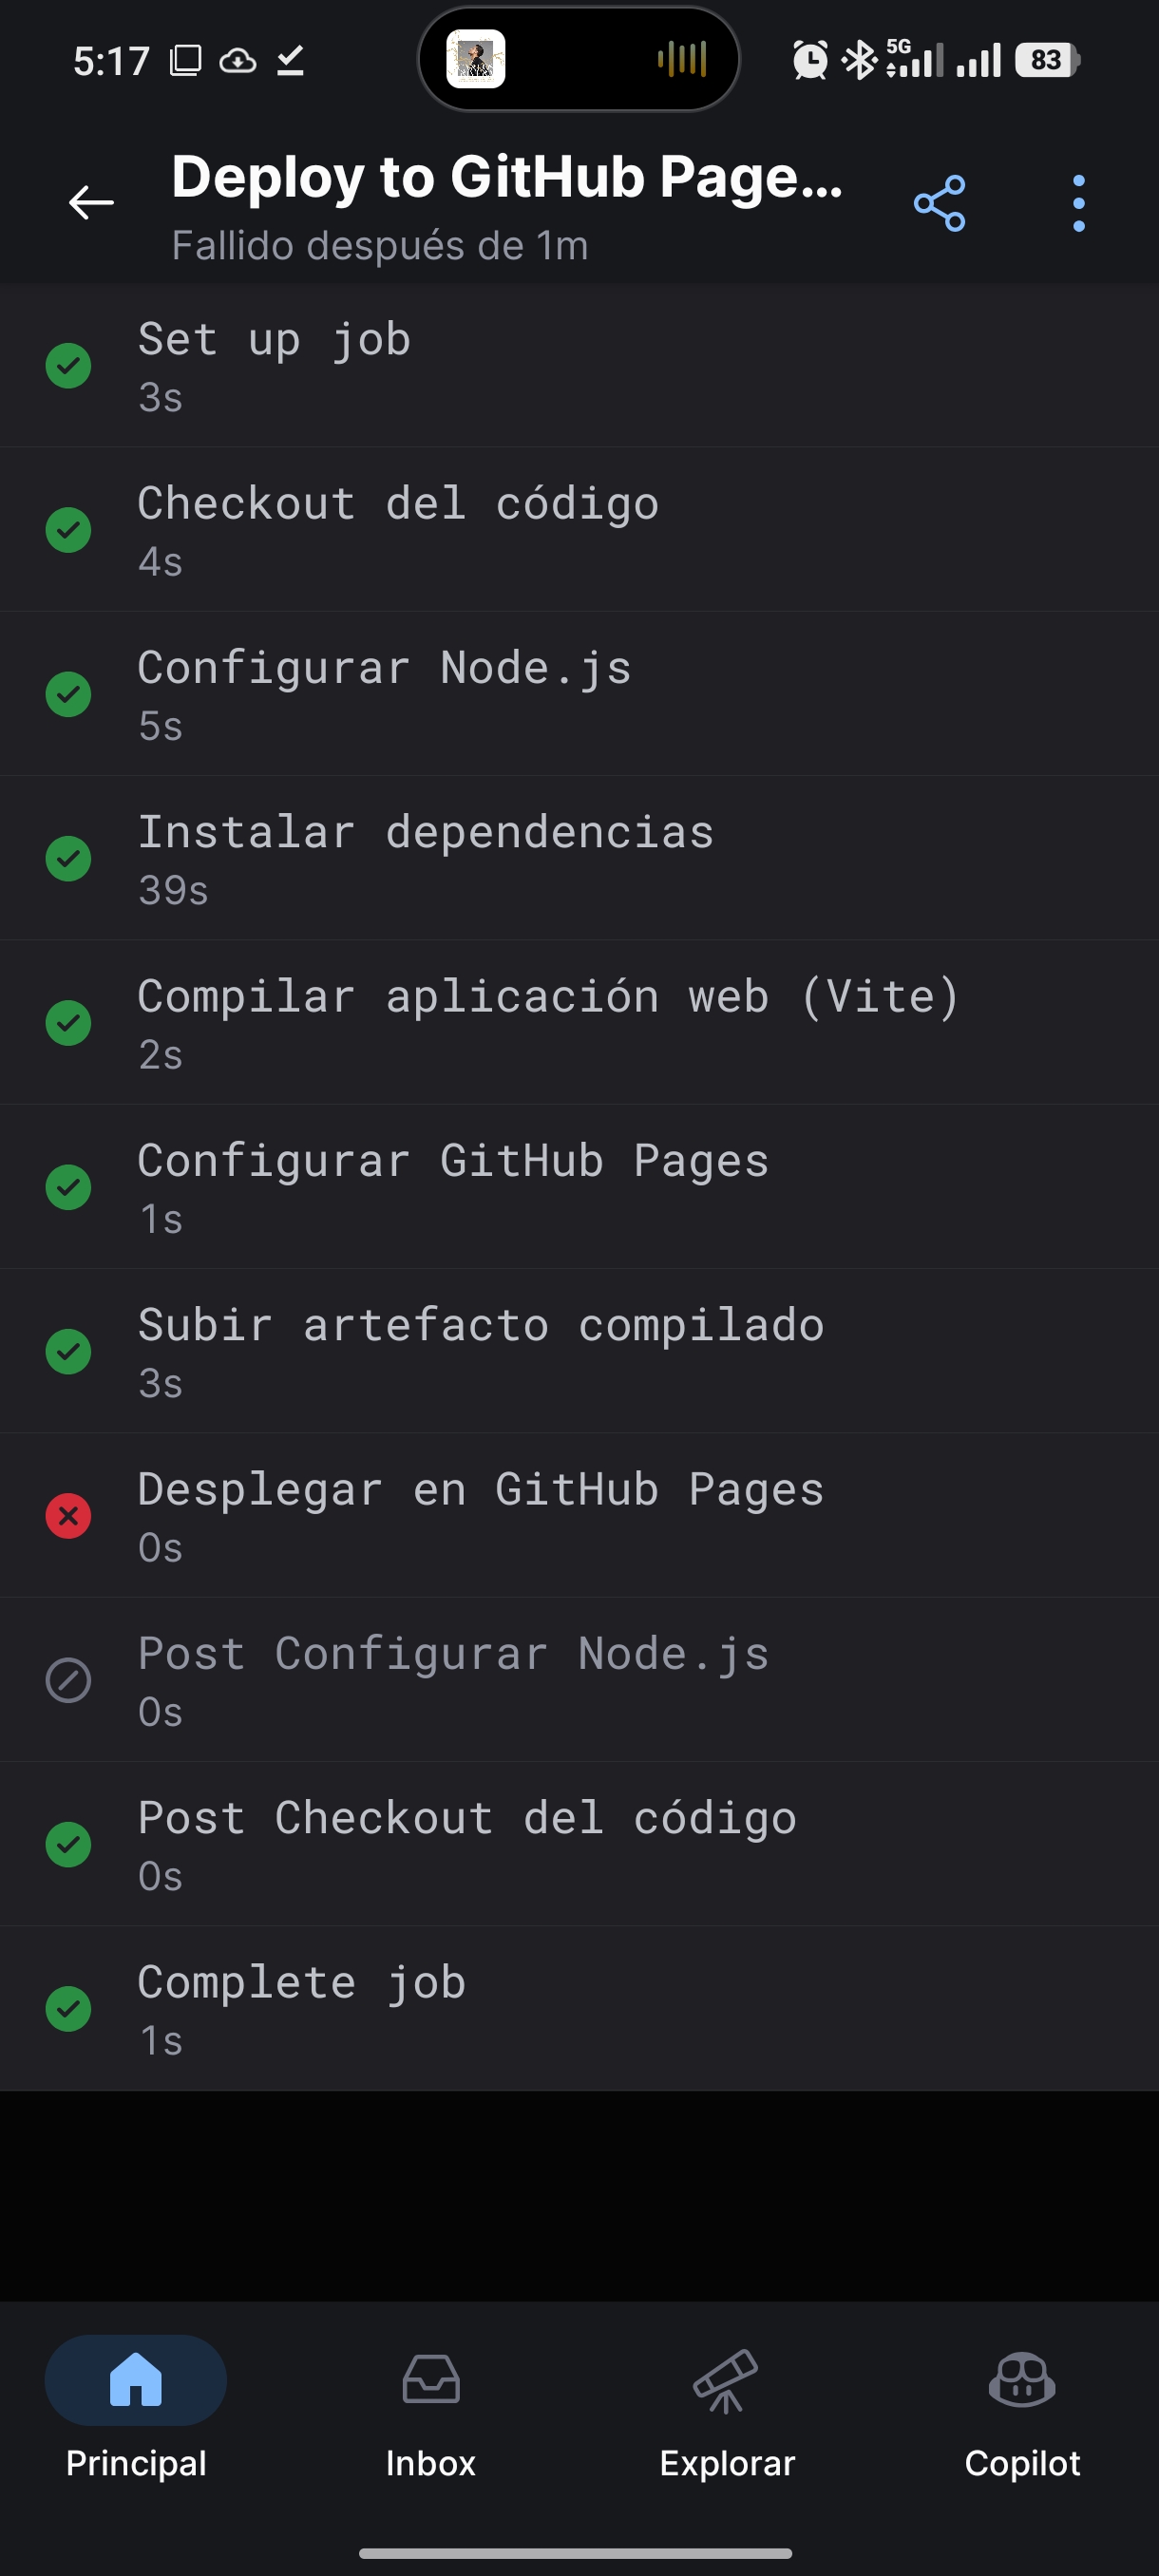 5:17
5G
83
Deploy to GitHub Page...
Fallido después de 1m
Set up job
3s
Checkout del código
4s
Configurar Node.js
5s
Instalar dependencias
39s
Compilar aplicación web (Vite)
2s
Configurar GitHub Pages
1s
Subir artefacto compilado
3s
Desplegar en GitHub Pages
0s
Post Configurar Node.js
0s
Post Checkout del código
0s
Complete job
1s
Principal
Inbox
Explorar
Copilot